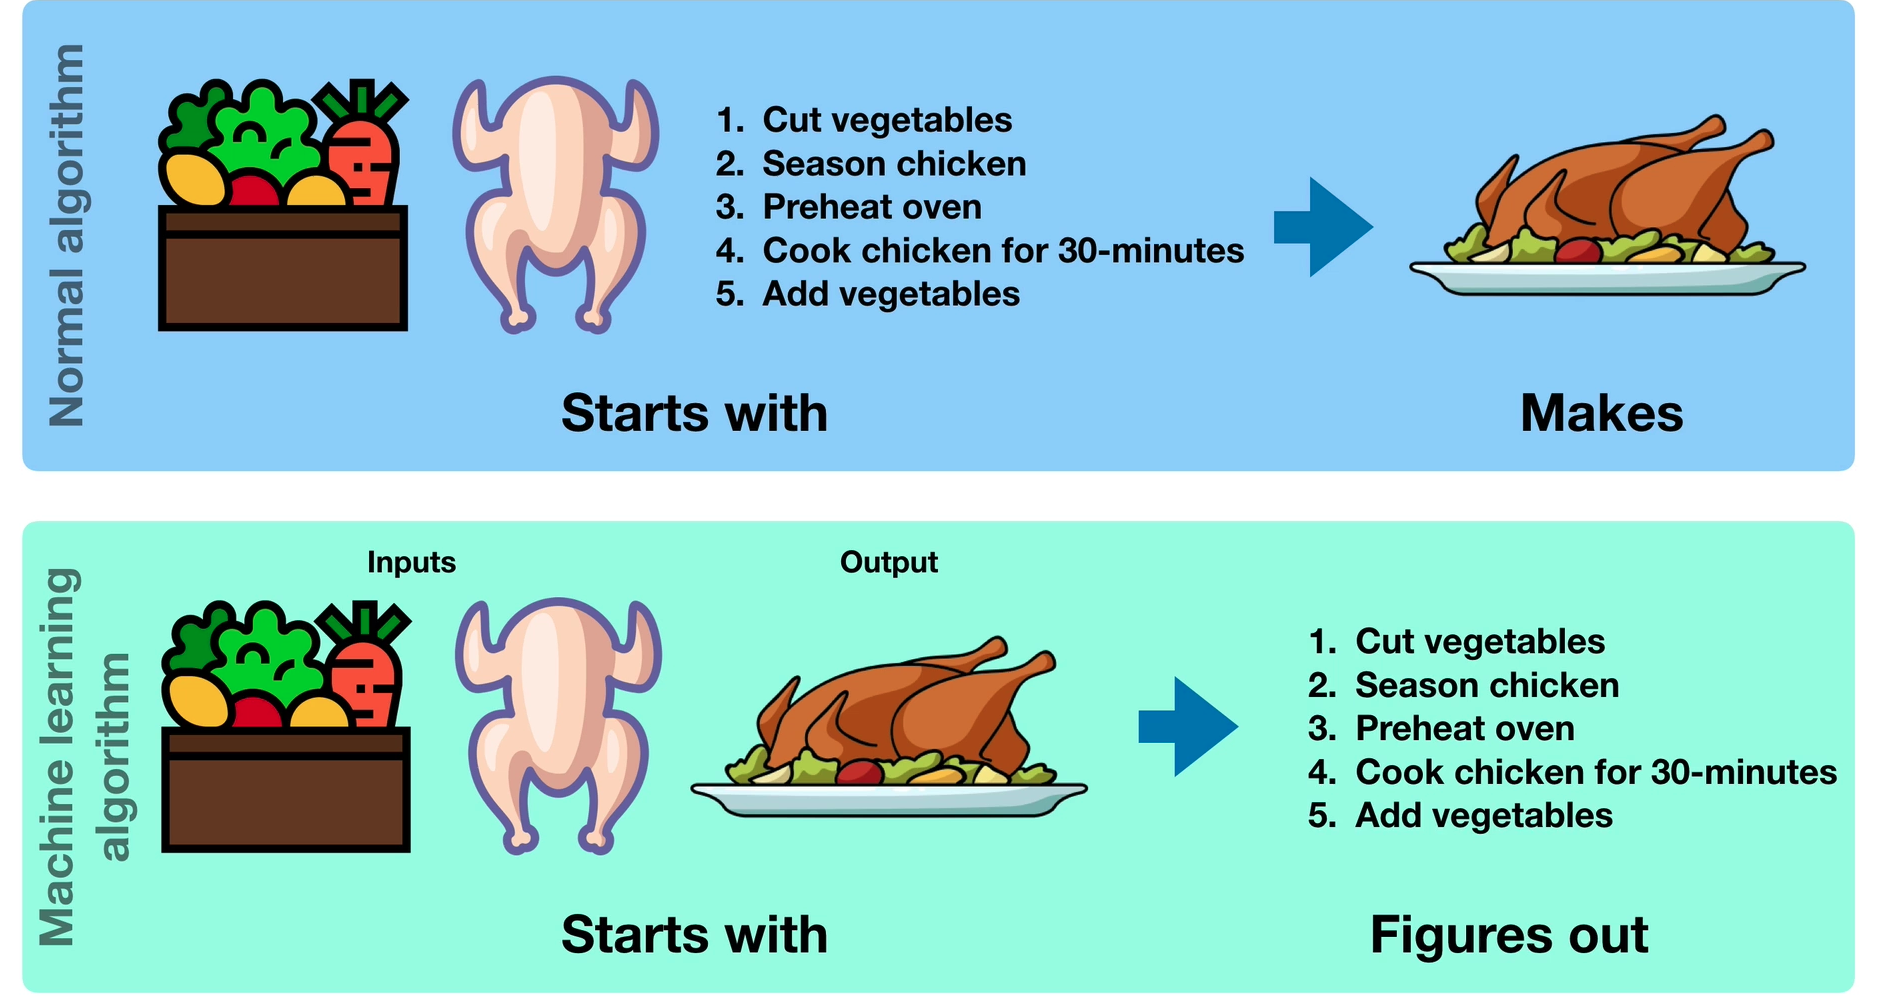 Normal algorithm
1. Cut vegetables
2. Season chicken
3. Preheat oven
4. Cook chicken for 30-minutes
5. Add vegetables
Starts with
Makes
Machine learning
algorithm
Inputs
Output
1. Cut vegetables
2. Season chicken
3. Preheat oven
4. Cook chicken for 30-minutes
5. Add vegetables
Starts with
Figures out